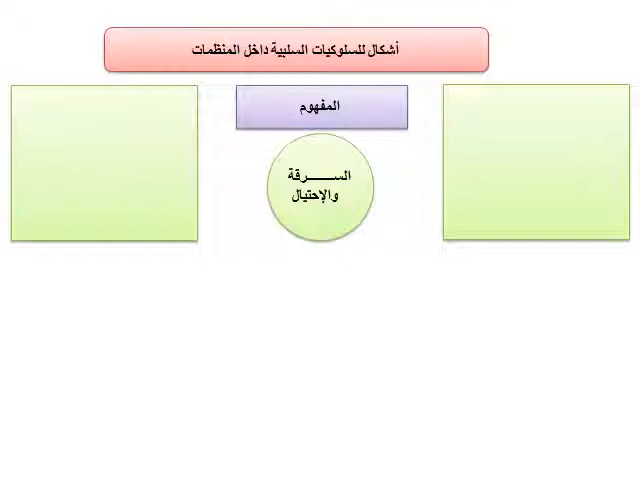 أشكال للسلوكيات السلبية داخل المنظمات
المفهوم
الســـــــرقة
والإحتيال